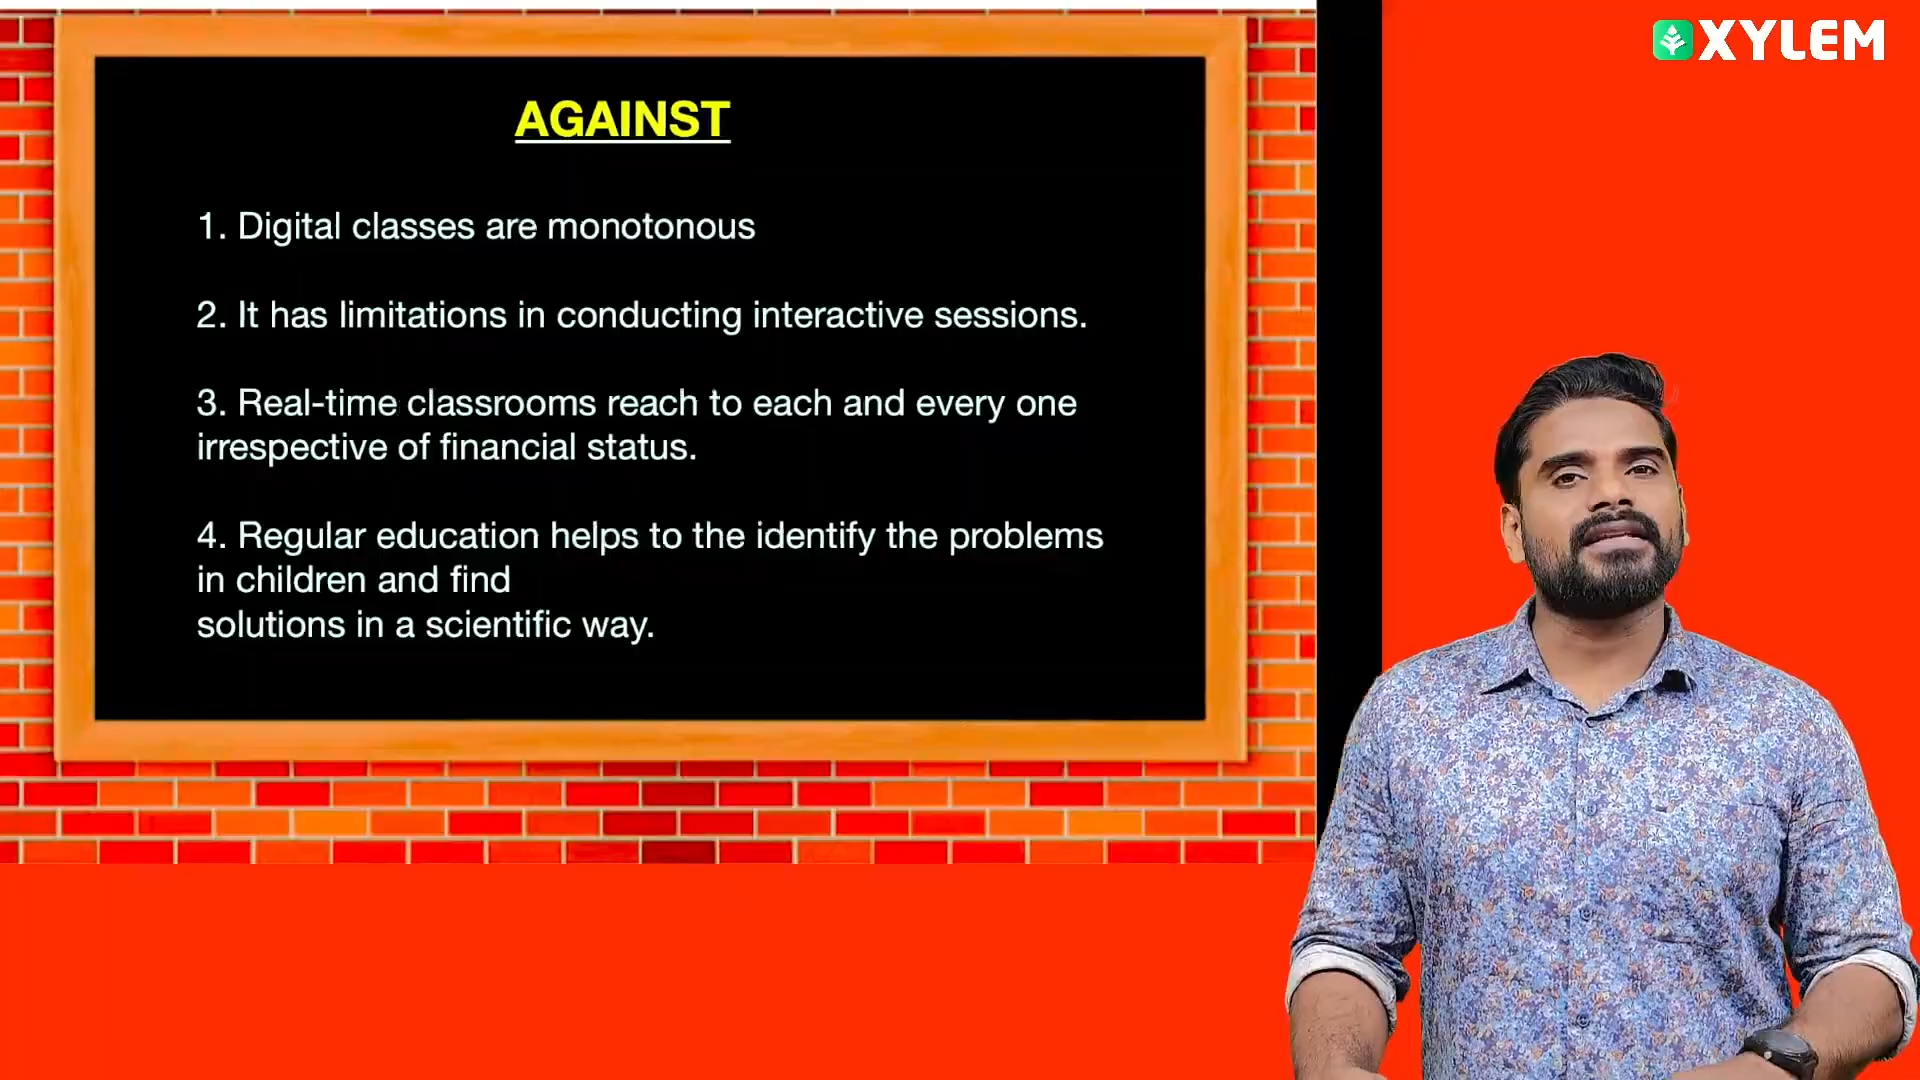 XYLEM
AGAINST
1. Digital classes are monotonous
2. It has limitations in conducting interactive sessions.
3. Real-time classrooms reach to each and every one
irrespective of financial status.
4. Regular education helps to the identify the problems
in children and find
solutions in a scientific way.